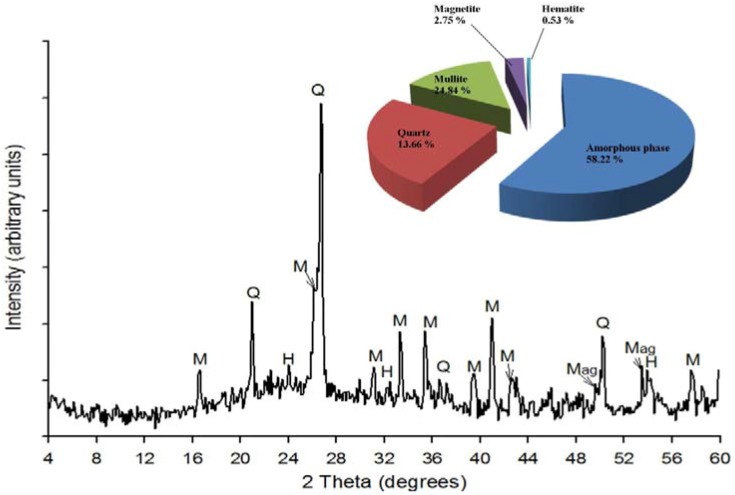 Magnetite
2.75 %
Hematite
0.53 %
Mullite
24.84 %
Quartz
13.66 %
Amorphous phase
58.22 %
Intensity (arbitrary units)
Q
M
Q
M
H
M
H
M
M
Q
M
M
M
Mag
Q
Mag
H
M
4 8 12 16 20 24 28 32 36 40 44 48 52 56 60
2 Theta (degrees)